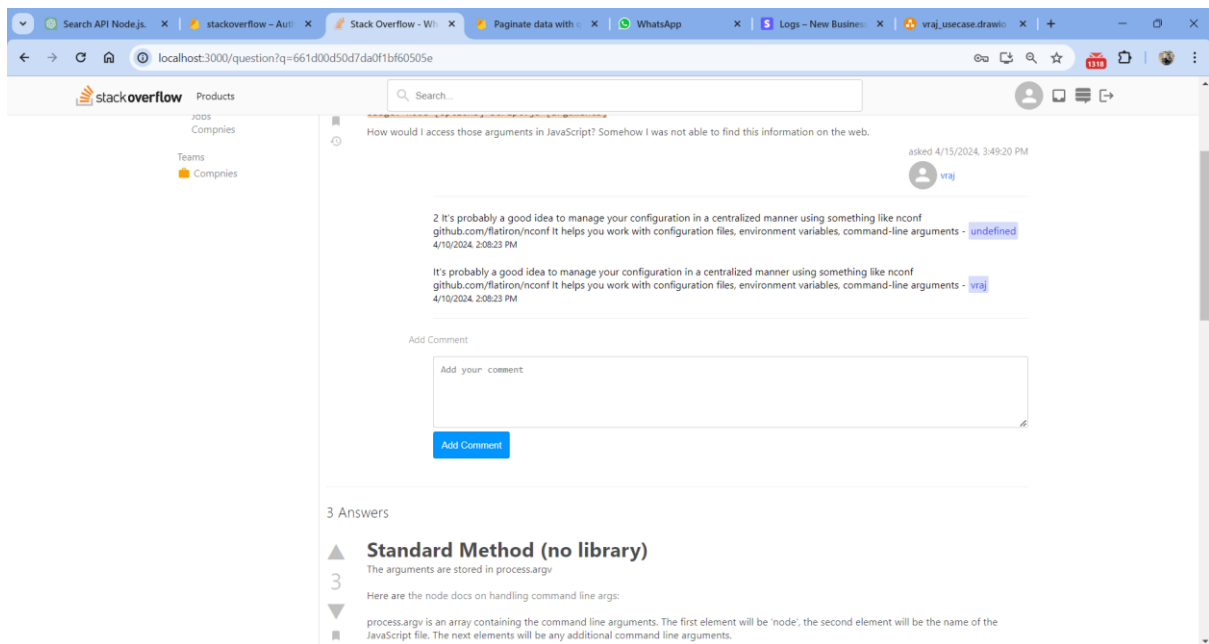 Search API Node.js.
stackoverflow – Aut
Stack Overflow - Wh
Paginate data with q
WhatsApp
Logs – New Busines
vraj_usecase.drawio
localhost:3000/question?q=661d00d50d7da0f1bf60505e
1318
stackoverflow
Products
Search...
Jobs
Compnies
Teams
Compnies
How would I access those arguments in JavaScript? Somehow I was not able to find this information on the web.
asked 4/15/2024, 3:49:20 PM
vraj
2 It's probably a good idea to manage your configuration in a centralized manner using something like nconf
github.com/flatiron/nconf It helps you work with configuration files, environment variables, command-line arguments - undefined
4/10/2024, 2:08:23 PM
It's probably a good idea to manage your configuration in a centralized manner using something like nconf
github.com/flatiron/nconf It helps you work with configuration files, environment variables, command-line arguments - vraj
4/10/2024, 2:08:23 PM
Add Comment
Add your comment
Add Comment
3 Answers
Standard Method (no library)
The arguments are stored in process.argv
3
Here are the node docs on handling command line args:
process.argv is an array containing the command line arguments. The first element will be 'node', the second element will be the name of the
JavaScript file. The next elements will be any additional command line arguments.